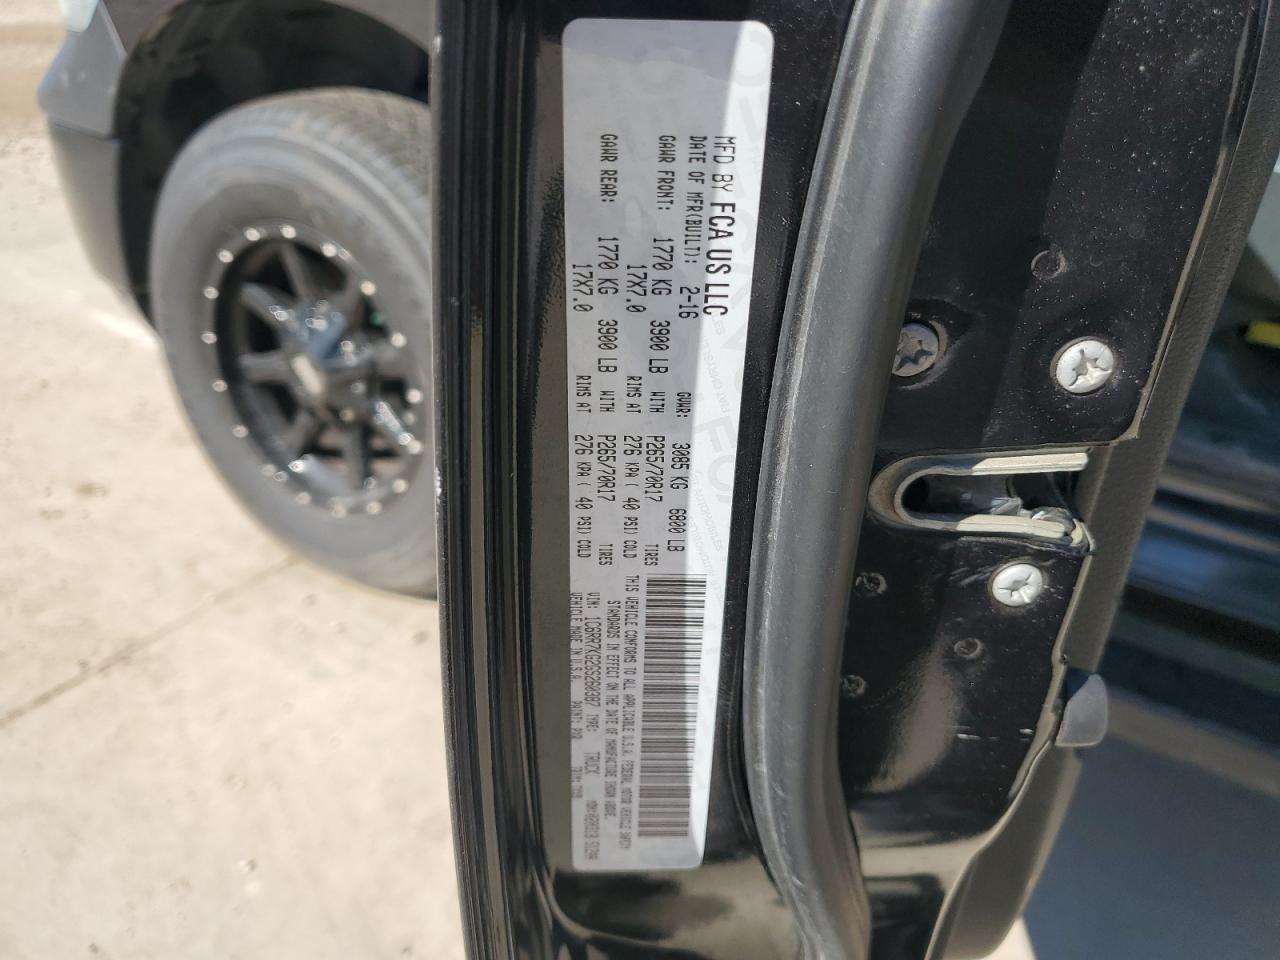 MFD BY FCA US LLC
DATE OF MFR(BUILT): 2-16 GVWR: 3085 KG 6800 LB
GAWR FRONT: 1770 KG 3900 LB WITH P265/70R17 TIRES
17X7.0 RIMS AT 276 KPA( 40 PSI) COLD
GAWR REAR: 1770 KG 3900 LB WITH P265/70R17 TIRES
17X7.0 RIMS AT 276 KPA( 40 PSI) COLD
THIS VEHICLE CONFORMS TO ALL APPLICABLE U.S.A. FEDERAL MOTOR VEHICLE SAFETY
STANDARDS IN EFFECT ON THE DATE OF MANUFACTURE SHOWN ABOVE.
VIN: 1C6RR7KG2GS260387 TYPE: TRUCK
VEHICLE MADE IN U.S.A. PAINT: TRIM: